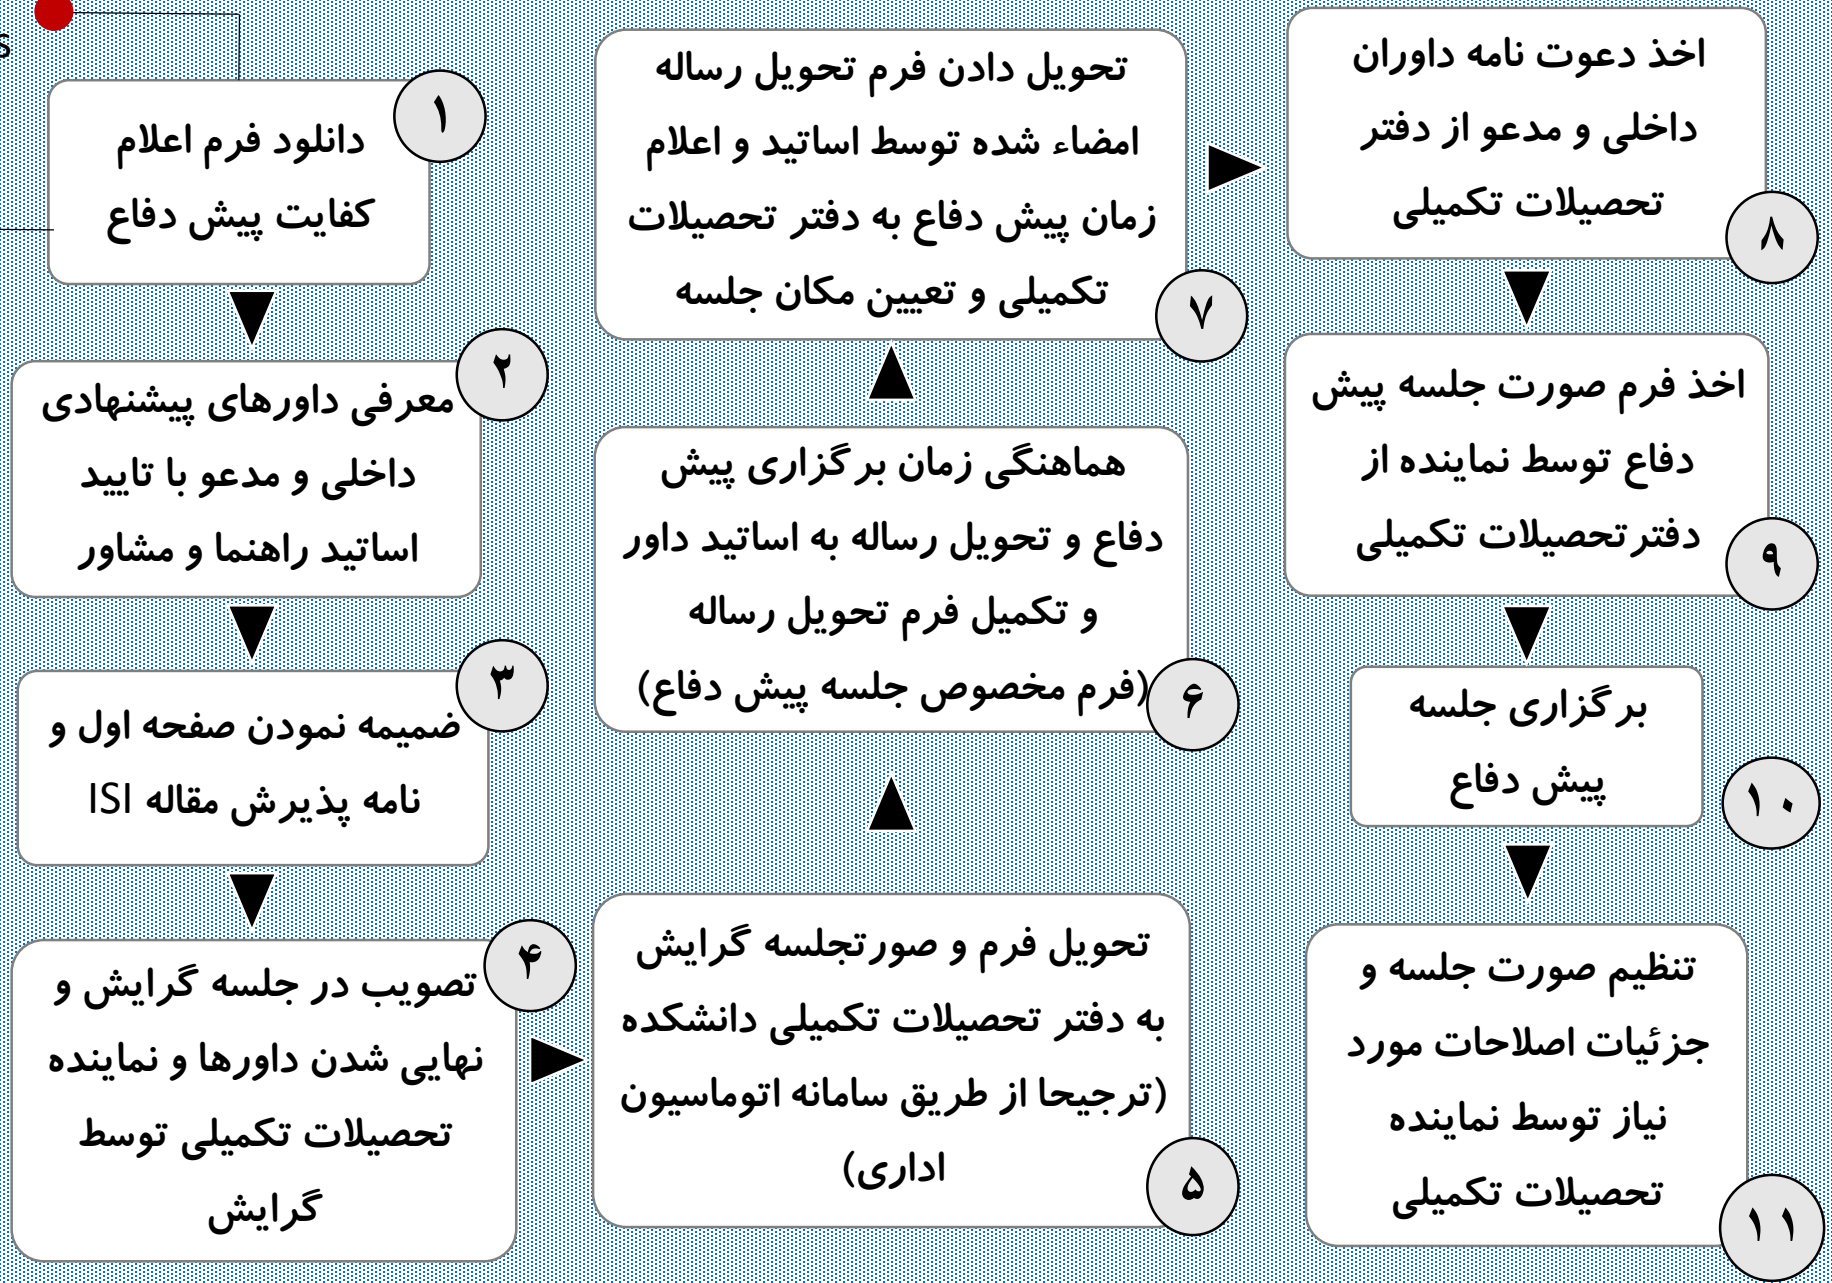 s
۱
دانلود فرم اعلام
کفایت پیش دفاع
۲
معرفی داورهای پیشنهادی
داخلی و مدعو با تایید
اساتید راهنما و مشاور
۳
ضمیمه نمودن صفحه اول و
نامه پذیرش مقاله ISI
۴
تصویب در جلسه گرایش و
نهایی شدن داورها و نماینده
تحصیلات تکمیلی توسط
گرایش
تحویل فرم و صورتجلسه گرایش
به دفتر تحصیلات تکمیلی دانشکده
(ترجیحا از طریق سامانه اتوماسیون
اداری)
۵
هماهنگی زمان برگزاری پیش
دفاع و تحویل رساله به اساتید داور
و تکمیل فرم تحویل رساله
(فرم مخصوص جلسه پیش دفاع)
۶
تحویل دادن فرم تحویل رساله
امضاء شده توسط اساتید و اعلام
زمان پیش دفاع به دفتر تحصیلات
تکمیلی و تعیین مکان جلسه
۷
اخذ دعوت نامه داوران
داخلی و مدعو از دفتر
تحصیلات تکمیلی
۸
اخذ فرم صورت جلسه پیش
دفاع توسط نماینده از
دفترتحصیلات تکمیلی
۹
برگزاری جلسه
پیش دفاع
۱۰
تنظیم صورت جلسه و
جزئیات اصلاحات مورد
نیاز توسط نماینده
تحصیلات تکمیلی
۱۱